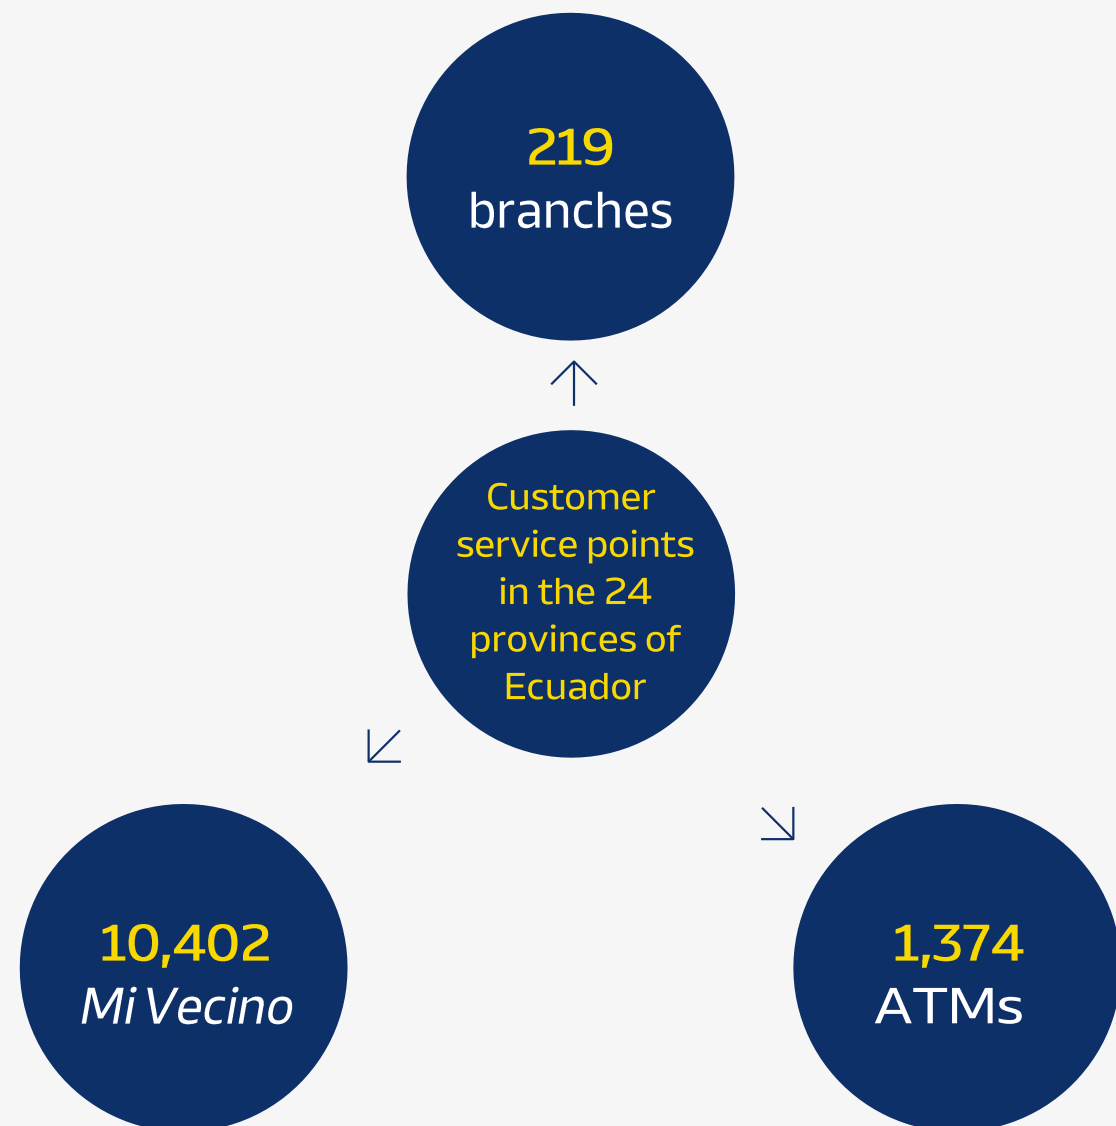 219
branches
Customer
service points
in the 24
provinces of
Ecuador
10,402
Mi Vecino
1,374
ATMs